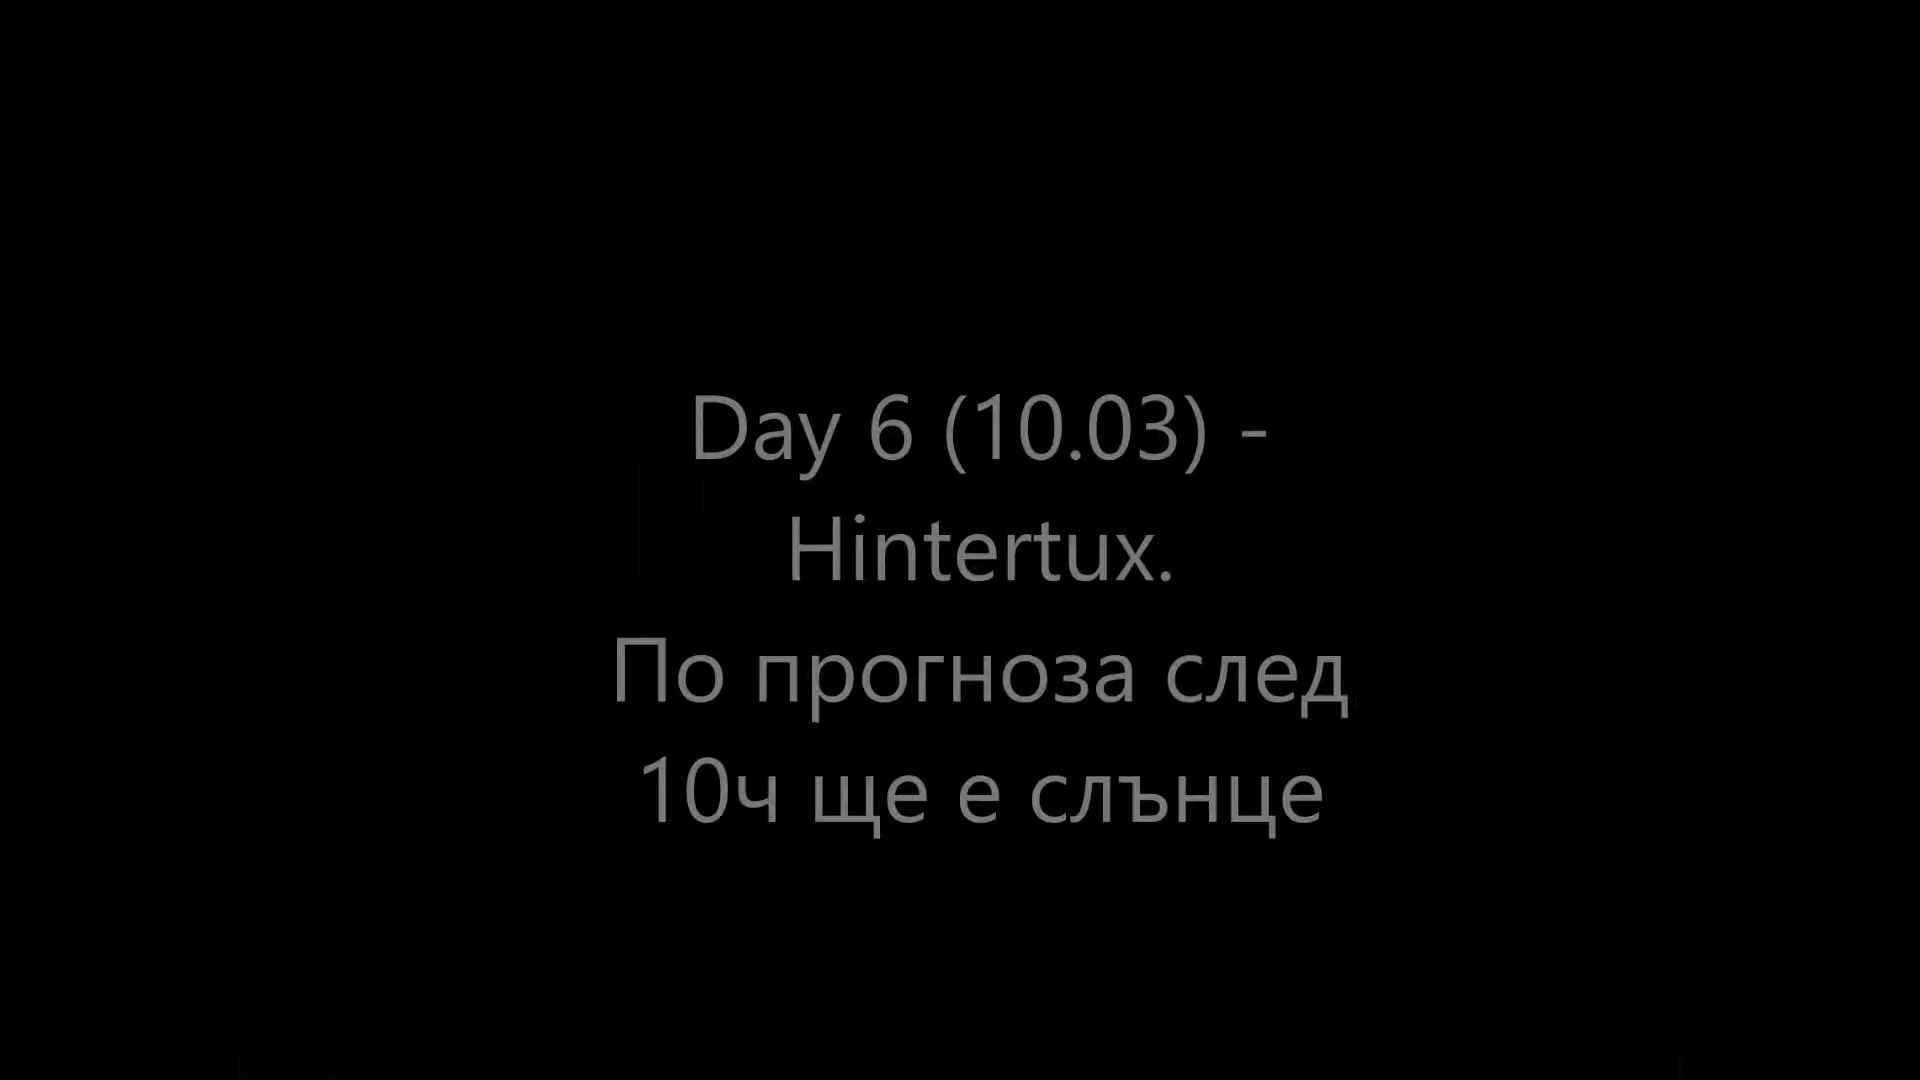 Day 6 (10.03) -
Hintertux.
По прогноза след
10ч ще е слънце